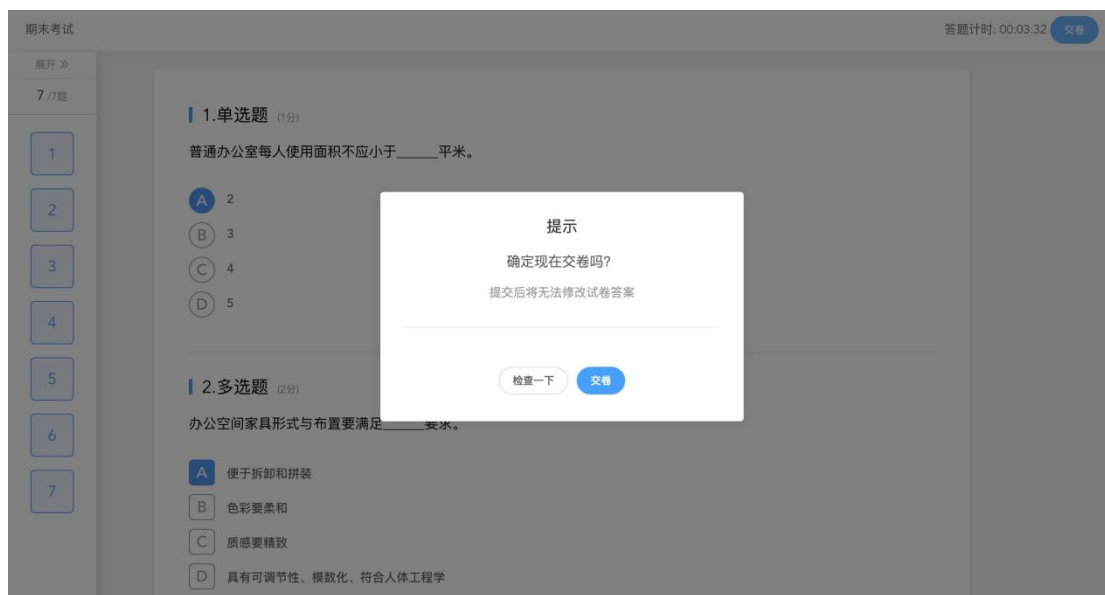 期末考试
答题计时: 00:03:32 交卷
展开 »
7 /7题
1
2
3
4
5
6
7
1.单选题 (1分)
普通办公室每人使用面积不应小于______平米。
A 2
B 3
C 4
D 5
2.多选题 (2分)
办公空间家具形式与布置要满足______要求。
A 便于拆卸和拼装
B 色彩要柔和
C 质感要精致
D 具有可调节性、模数化、符合人体工程学
提示
确定现在交卷吗?
提交后将无法修改试卷答案
检查一下 交卷